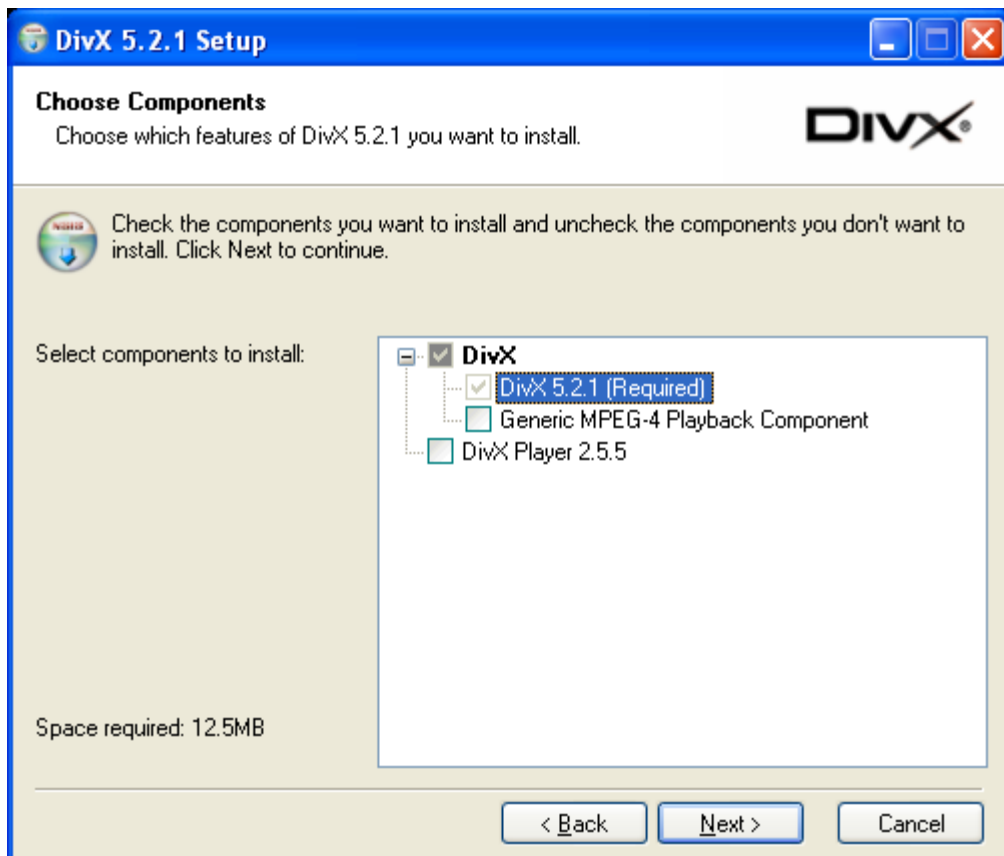 DivX 5.2.1 Setup
Choose Components
Choose which features of DivX 5.2.1 you want to install.
DIVX®
Check the components you want to install and uncheck the components you don't want to
install. Click Next to continue.
Select components to install:
DivX
DivX 5.2.1 (Required)
Generic MPEG-4 Playback Component
DivX Player 2.5.5
Space required: 12.5MB
< Back
Next >
Cancel